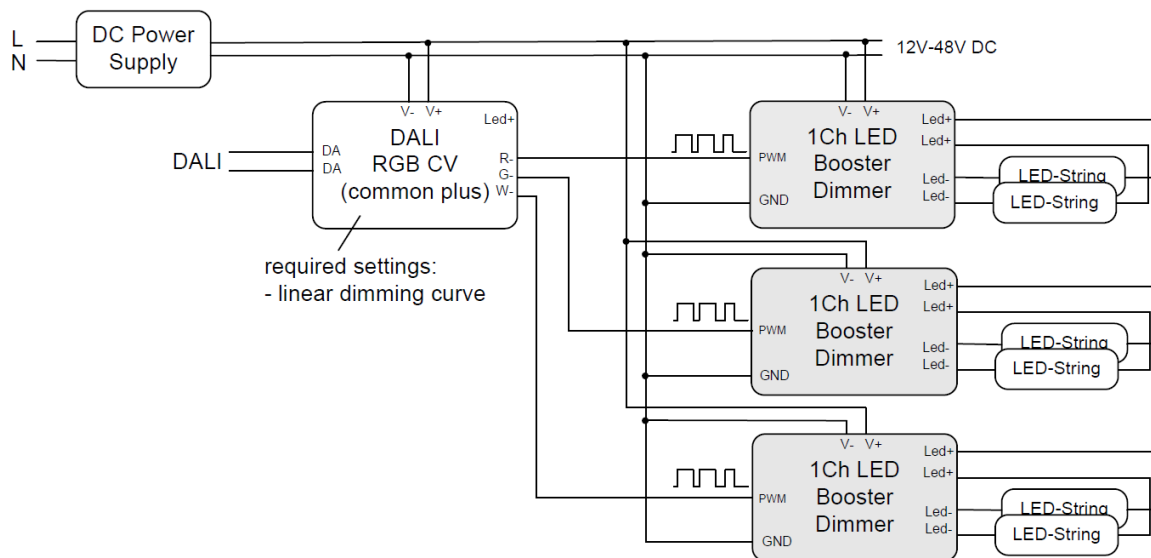 L
N
DC Power
Supply
12V-48V DC
V- V+
Led+
DALI
RGB CV
(common plus)
DA
DA
R-
G-
W-
DALI
required settings:
- linear dimming curve
V- V+
1Ch LED
Booster
Dimmer
PWM
GND
Led+
Led+
Led-
Led-
LED-String
LED-String
V- V+
1Ch LED
Booster
Dimmer
PWM
GND
Led+
Led+
Led-
Led-
LED-String
LED-String
V- V+
1Ch LED
Booster
Dimmer
PWM
GND
Led+
Led+
Led-
Led-
LED-String
LED-String